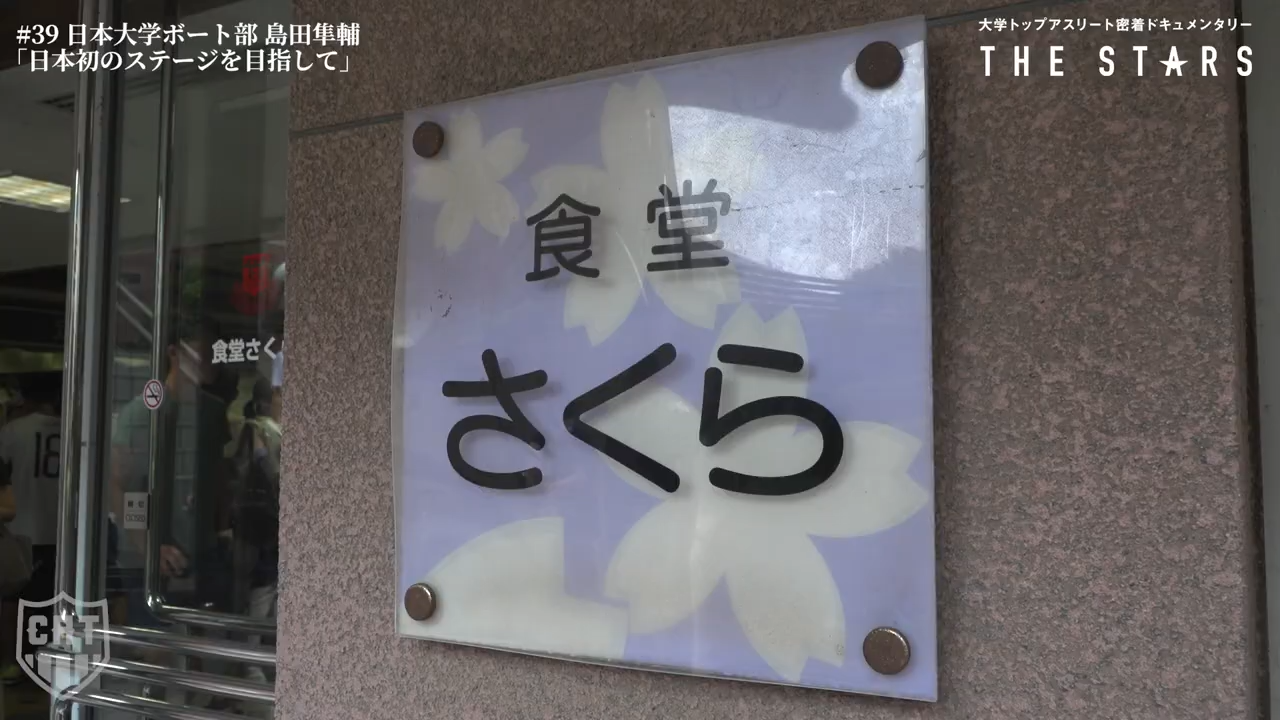 #39 日本大学ボート部 島田隼輔
「日本初のステージを目指して」
大学トップアスリート密着ドキュメンタリー
THE STARS
食堂
さくら
食堂さく
18
CRT